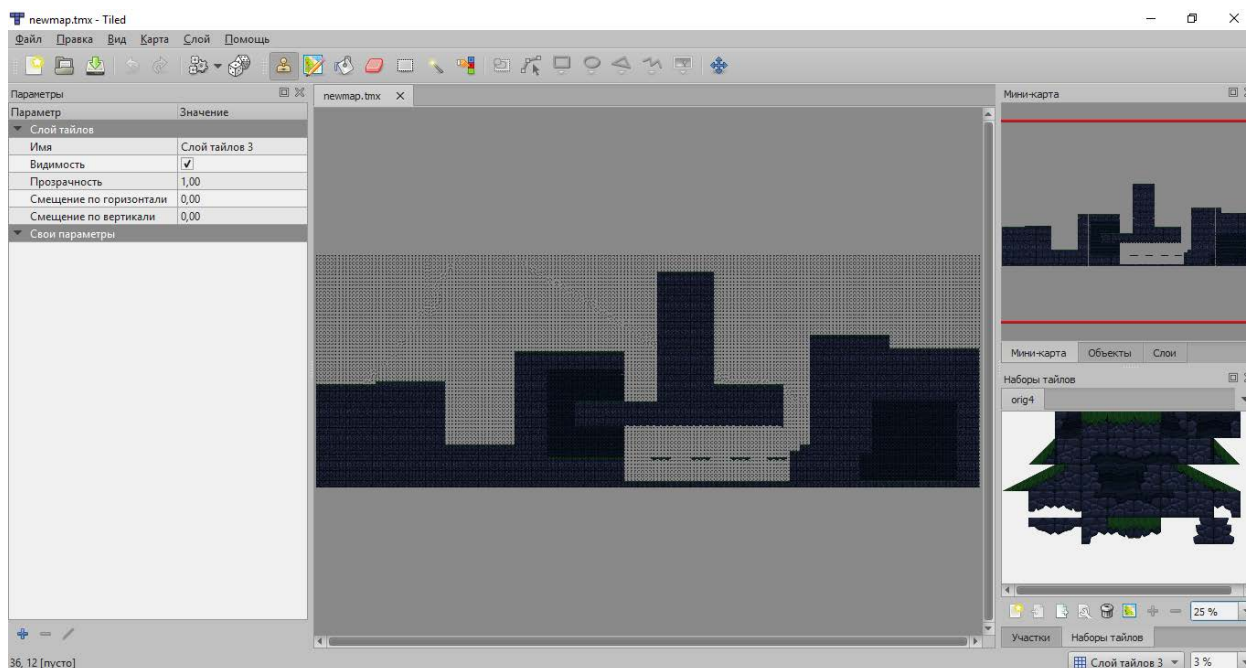 newmap.tmx - Tiled
Файл Правка Вид Карта Слой Помощь
Параметры
Параметр Значение
Слой тайлов
Имя Слой тайлов 3
Видимость
Прозрачность 1,00
Смещение по горизонтали 0,00
Смещение по вертикали 0,00
Свои параметры
newmap.tmx
Мини-карта
Мини-карта Объекты Слои
Наборы тайлов
orig4
25 %
Участки Наборы тайлов
36, 12 [пусто]
Слой тайлов 3 3 %